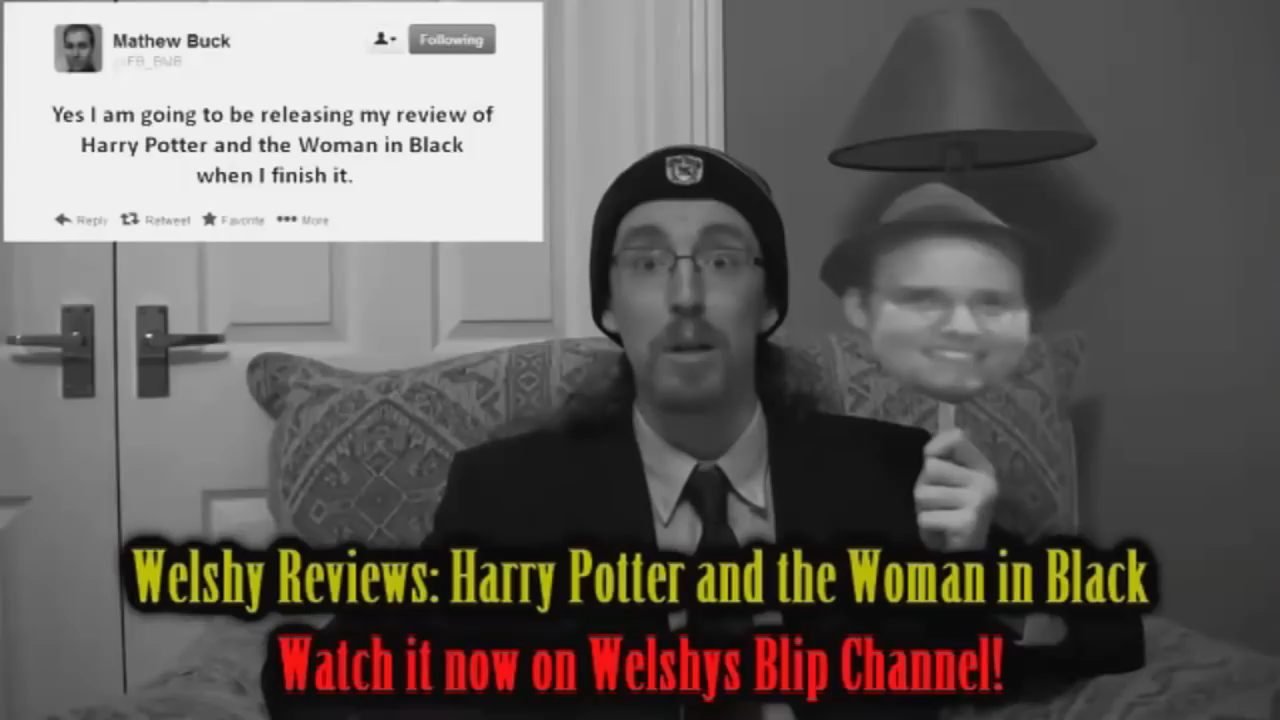 Mathew Buck
@FB_BMB
Following
Yes I am going to be releasing my review of
Harry Potter and the Woman in Black
when I finish it.
Reply Retweet Favorite More
Welshy Reviews: Harry Potter and the Woman in Black
Watch it now on Welshys Blip Channel!